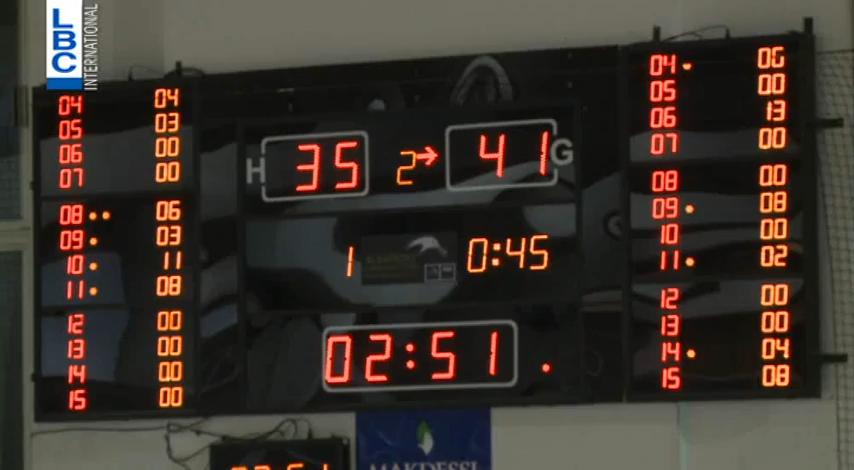 LBC
INTERNATIONAL
04 04
05 03
06 00
07 00
08 •• 06
09 • 03
10 • 11
11 • 08
12 00
13 00
14 00
15 00
H 35 2 → 41 G
1 0:45
02:51 .
04 • 06
05 00
06 13
07 00
08 00
09 • 08
10 00
11 • 02
12 00
13 00
14 • 04
15 08
02:51
MAKDESSI